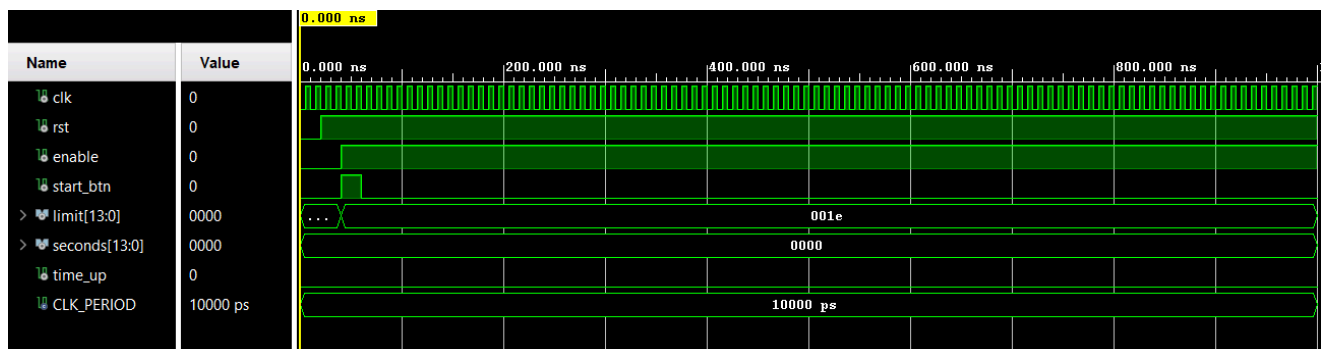 0.000 ns
Name Value 0.000 ns 200.000 ns 400.000 ns 600.000 ns 800.000 ns
clk 0
rst 0
enable 0
start_btn 0
> limit[13:0] 0000 ... 001e
> seconds[13:0] 0000 0000
time_up 0
CLK_PERIOD 10000 ps 10000 ps